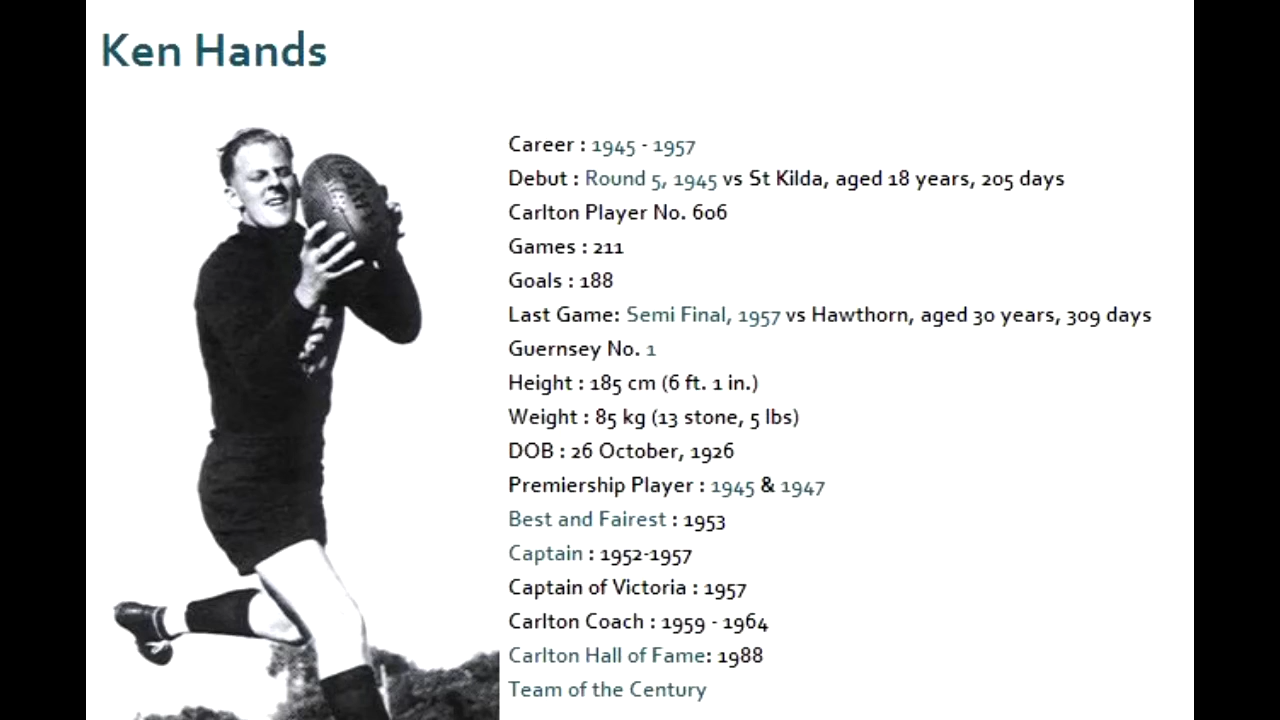 Ken Hands
Career : 1945 - 1957
Debut : Round 5, 1945 vs St Kilda, aged 18 years, 205 days
Carlton Player No. 606
Games : 211
Goals : 188
Last Game: Semi Final, 1957 vs Hawthorn, aged 30 years, 309 days
Guernsey No. 1
Height : 185 cm (6 ft. 1 in.)
Weight : 85 kg (13 stone, 5 lbs)
DOB : 26 October, 1926
Premiership Player : 1945 & 1947
Best and Fairest : 1953
Captain : 1952-1957
Captain of Victoria : 1957
Carlton Coach : 1959 - 1964
Carlton Hall of Fame: 1988
Team of the Century